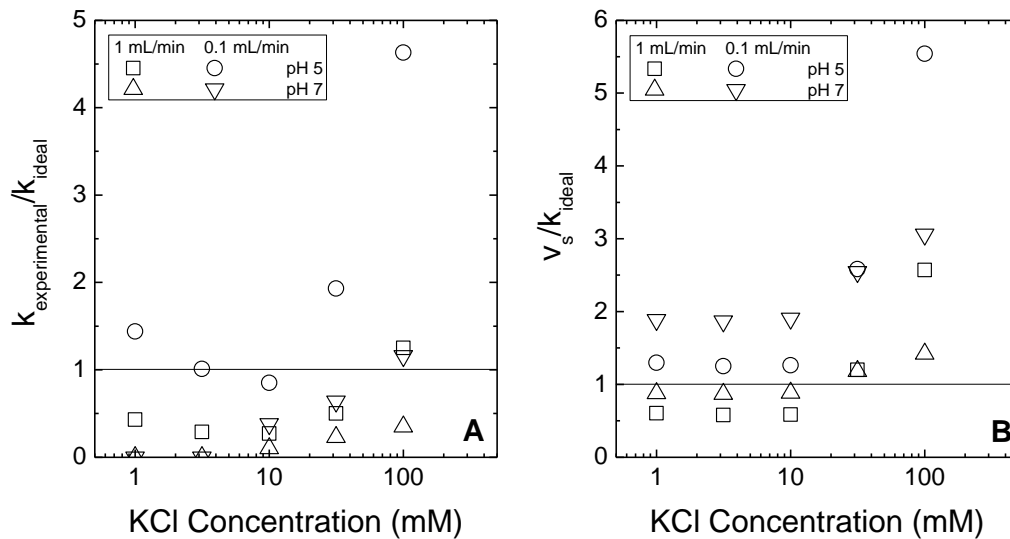 5
4
3
2
1
0
1 mL/min 0.1 mL/min
pH 5
pH 7
k_experimental/k_ideal
A
1 10 100
KCl Concentration (mM)
6
5
4
3
2
1
0
1 mL/min 0.1 mL/min
pH 5
pH 7
v_s/k_ideal
B
1 10 100
KCl Concentration (mM)